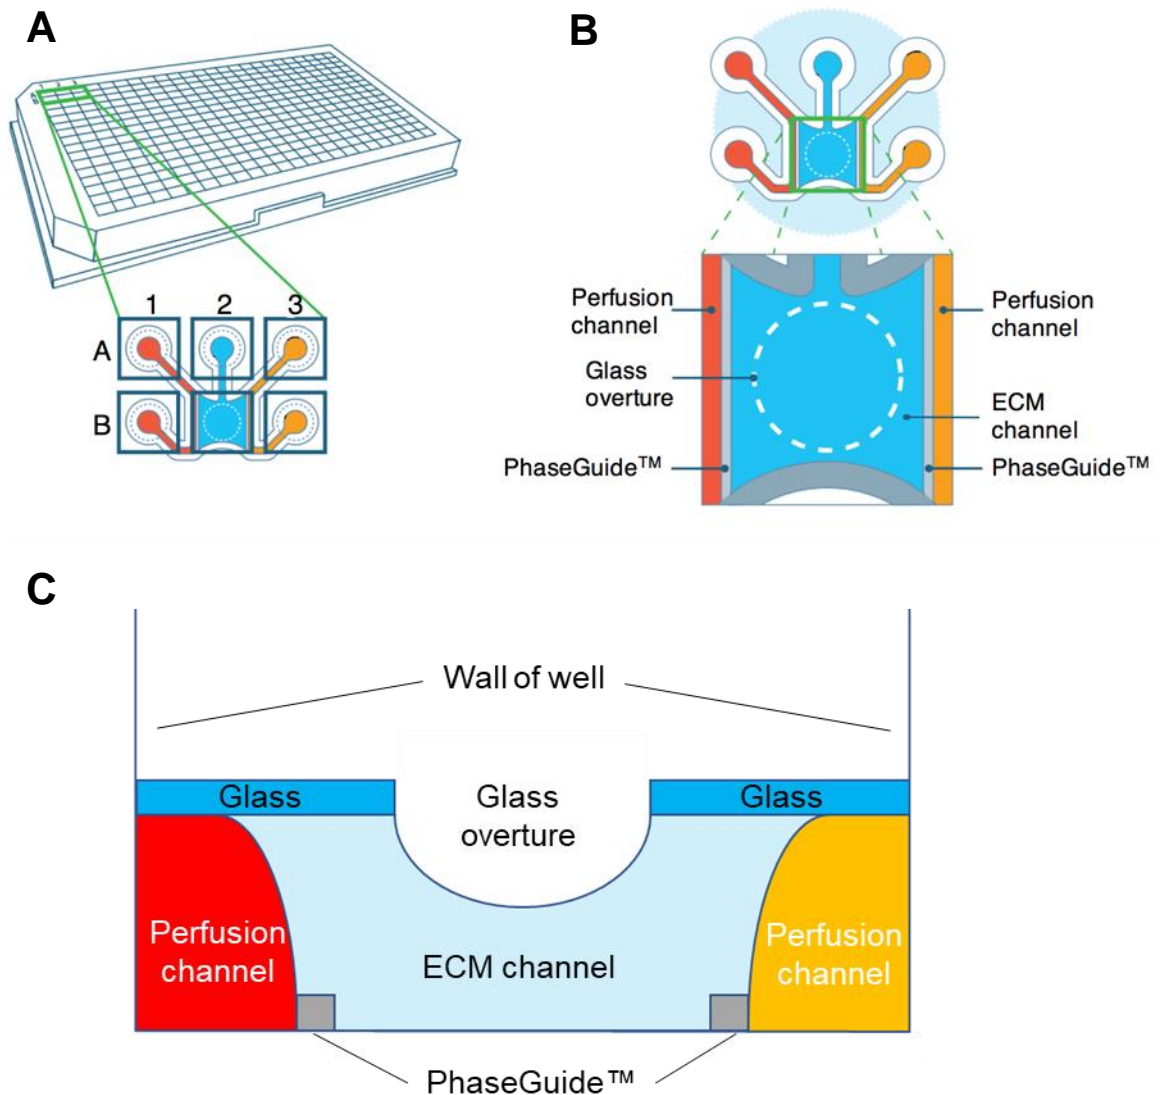 A
B
1 2 3
A
B
Perfusion
channel
Glass
overture
PhaseGuide™
Perfusion
channel
ECM
channel
PhaseGuide™
C
Wall of well
Glass
Glass
overture
Glass
Perfusion
channel
ECM channel
Perfusion
channel
PhaseGuide™